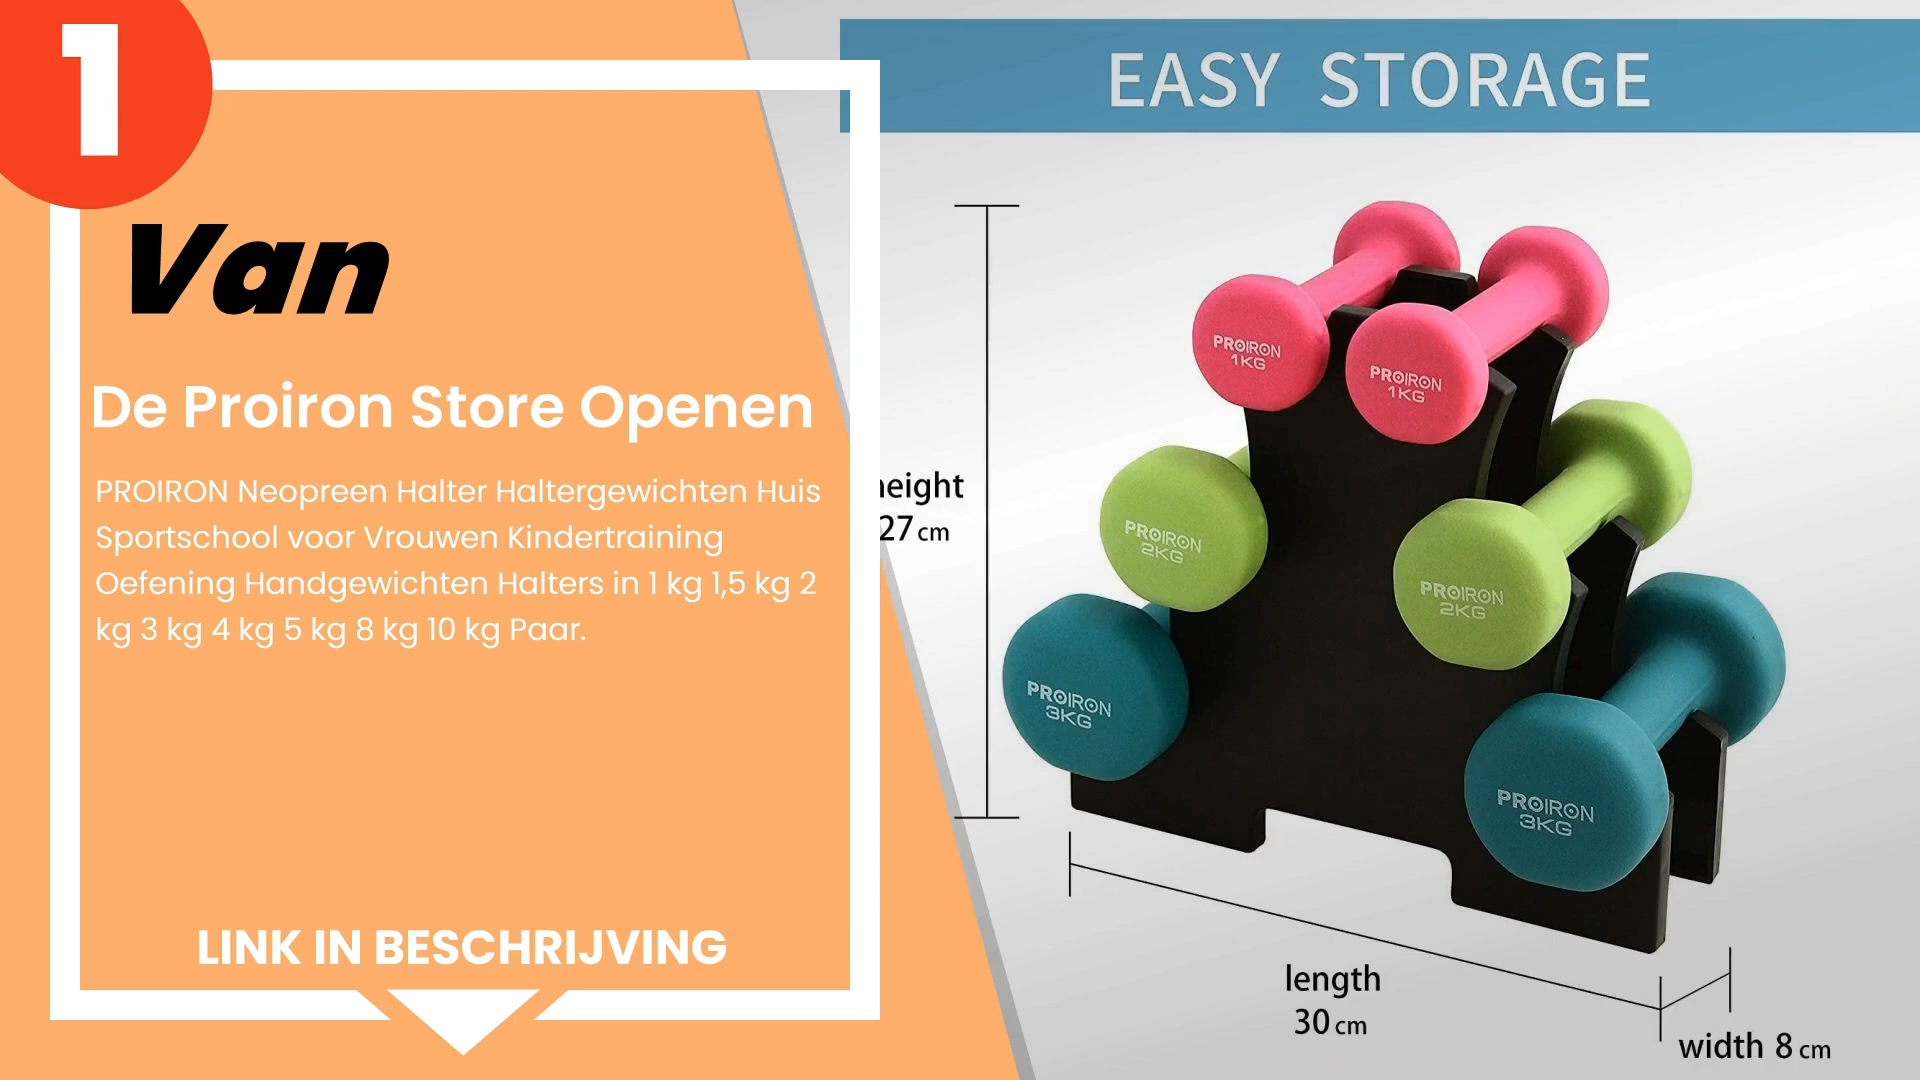 1
EASY STORAGE
Van
De Proiron Store Openen
PROIRON Neopreen Halter Haltergewichten Huis
Sportschool voor Vrouwen Kindertraining
Oefening Handgewichten Halters in 1 kg 1,5 kg 2
kg 3 kg 4 kg 5 kg 8 kg 10 kg Paar.
LINK IN BESCHRIJVING
PROIRON
1KG
PROIRON
1KG
PROIRON
2KG
PROIRON
2KG
PROIRON
3KG
PROIRON
3KG
27 cm
length
30 cm
width 8 cm